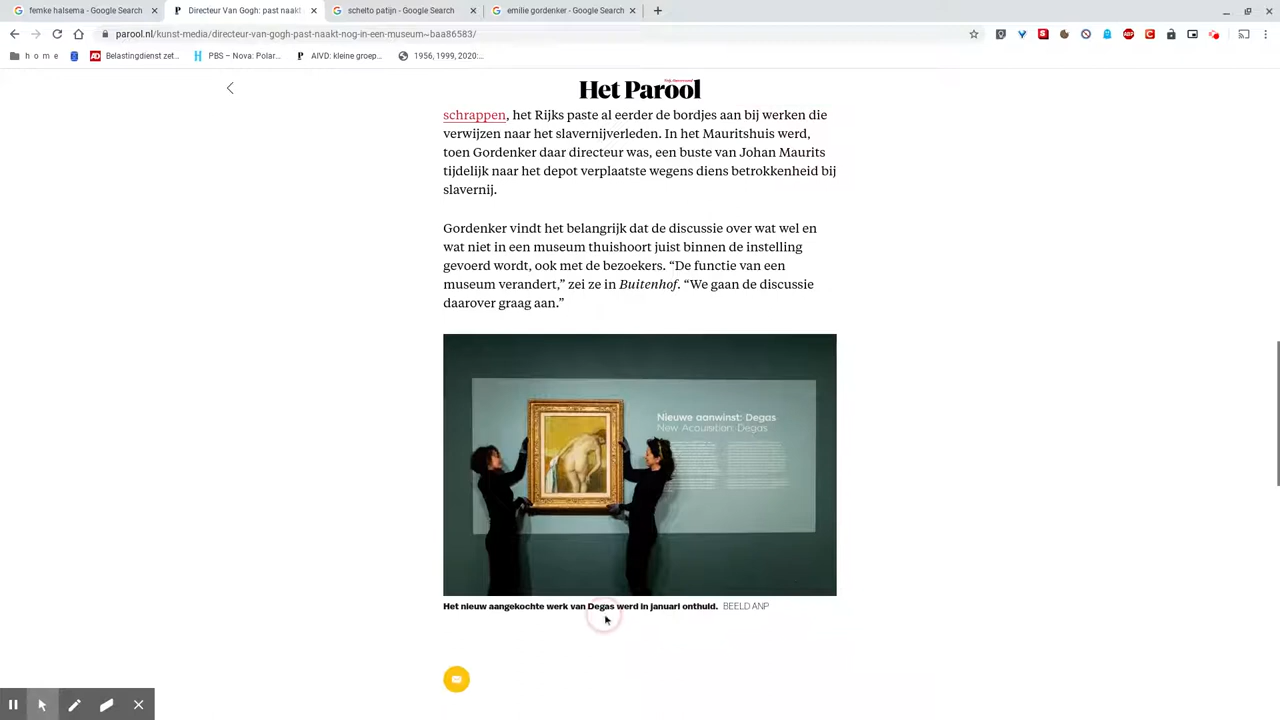 femke halsema - Google Search
Directeur Van Gogh: past naakt
schelto patijn - Google Search
emilie gordenker - Google Search
parool.nl/kunst-media/directeur-van-gogh-past-naakt-nog-in-een-museum~baa86583/
h o m e
Belastingdienst zet...
PBS – Nova: Polar...
AIVD: kleine groep...
1956, 1999, 2020:...
Het Parool
schrappen, het Rijks paste al eerder de bordjes aan bij werken die
verwijzen naar het slavernijverleden. In het Mauritshuis werd,
toen Gordenker daar directeur was, een buste van Johan Maurits
tijdelijk naar het depot verplaatste wegens diens betrokkenheid bij
slavernij.
Gordenker vindt het belangrijk dat de discussie over wat wel en
wat niet in een museum thuishoort juist binnen de instelling
gevoerd wordt, ook met de bezoekers. “De functie van een
museum verandert,” zei ze in Buitenhof. “We gaan de discussie
daarover graag aan.”
Nieuwe aanwinst: Degas
New Acquisition: Degas
Het nieuw aangekochte werk van Degas werd in januari onthuld. BEELD ANP